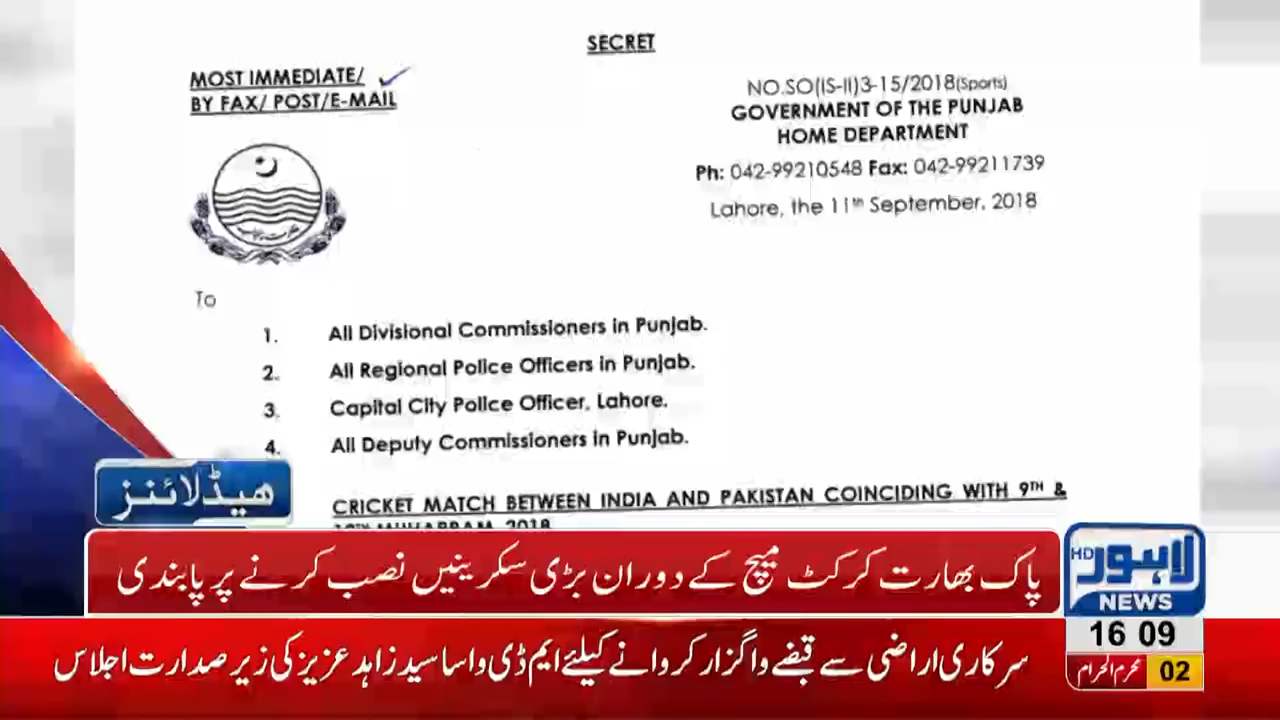 SECRET
MOST IMMEDIATE/
BY FAX/ POST/E-MAIL
NO.SO(IS-II)3-15/2018(Sports)
GOVERNMENT OF THE PUNJAB
HOME DEPARTMENT
Ph: 042-99210548 Fax: 042-99211739
Lahore, the 11th September, 2018
To
1. All Divisional Commissioners in Punjab.
2. All Regional Police Officers in Punjab.
3. Capital City Police Officer, Lahore.
4. All Deputy Commissioners in Punjab.
CRICKET MATCH BETWEEN INDIA AND PAKISTAN COINCIDING WITH 9TH &
10TH MUHARRAM, 2018
ھیڈلائنز
پاک بھارت کرکٹ میچ کے دوران بڑی سکرینیں نصب کرنے پر پابندی
سرکاری اراضی سے قبضے واگزار کروانے کیلئے ایم ڈی واسا سید زاہد عزیز کی زیر صدارت اجلاس
HD لاہور
NEWS
16 09
محرم الحرام 02